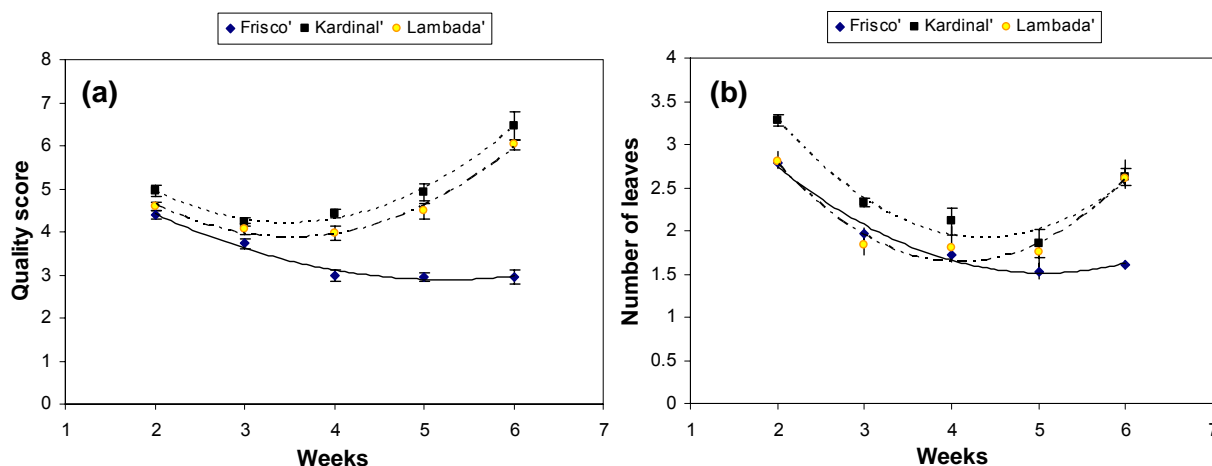 Frisco' Kardinal' Lambada'
(a)
Quality score
8
7
6
5
4
3
2
1
0
1 2 3 4 5 6 7
Weeks
Frisco' Kardinal' Lambada'
(b)
Number of leaves
4
3.5
3
2.5
2
1.5
1
0.5
0
1 2 3 4 5 6 7
Weeks